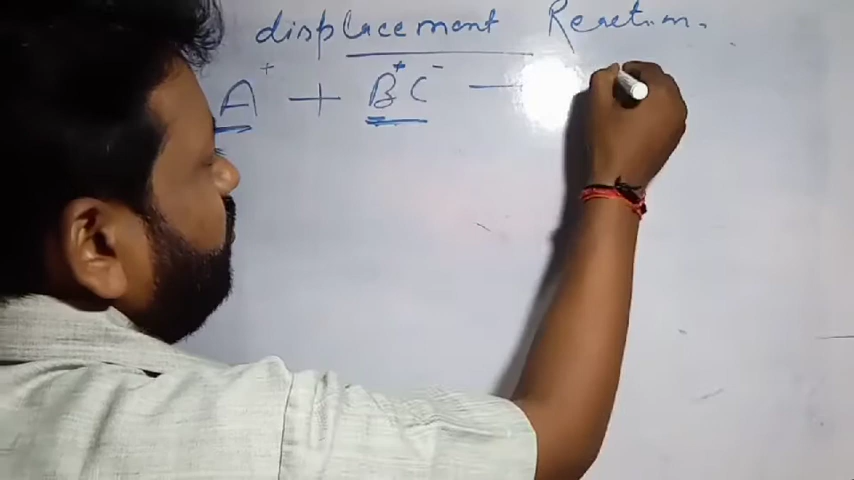 displacement Reaction.
A⁺ + B⁺C⁻ —